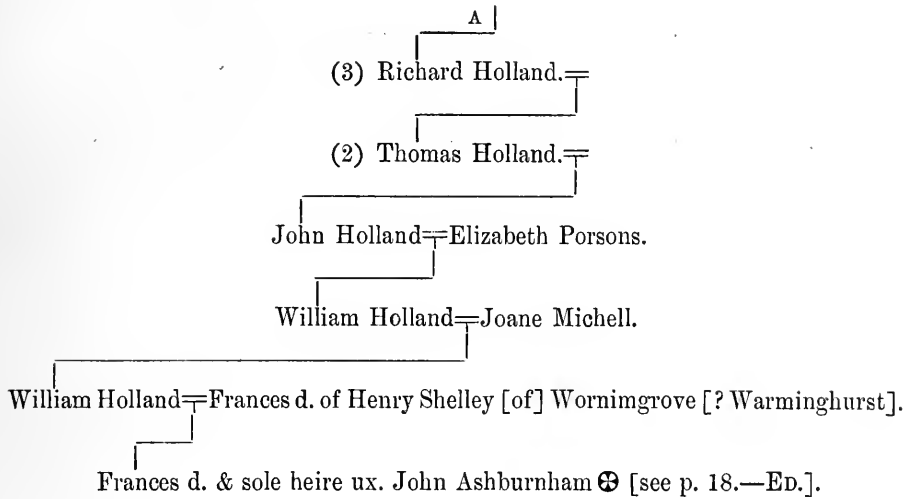 A
(3) Richard Holland.
(2) Thomas Holland.
John Holland=Elizabeth Porsons.
William Holland=Joane Michell.
William Holland=Frances d. of Henry Shelley [of] Wornimgrove [? Warminghurst].
Frances d. & sole heire ux. John Ashburnham ✠ [see p. 18.—ED.].